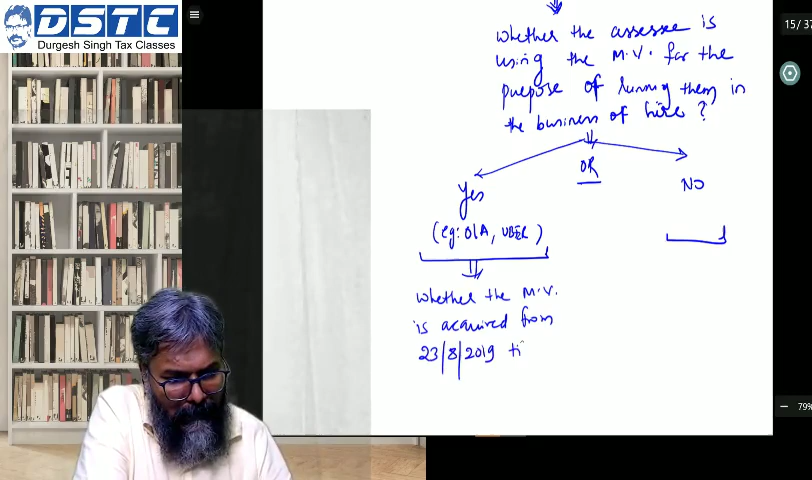 DSTC
Durgesh Singh Tax Classes
15/37
whether the assessee is
using the M.V. for the
purpose of running them in
the business of hire?
OR
Yes
NO
(eg: OLA, UBER)
whether the M.V.
is acquired from
23/8/2019 ti
79%